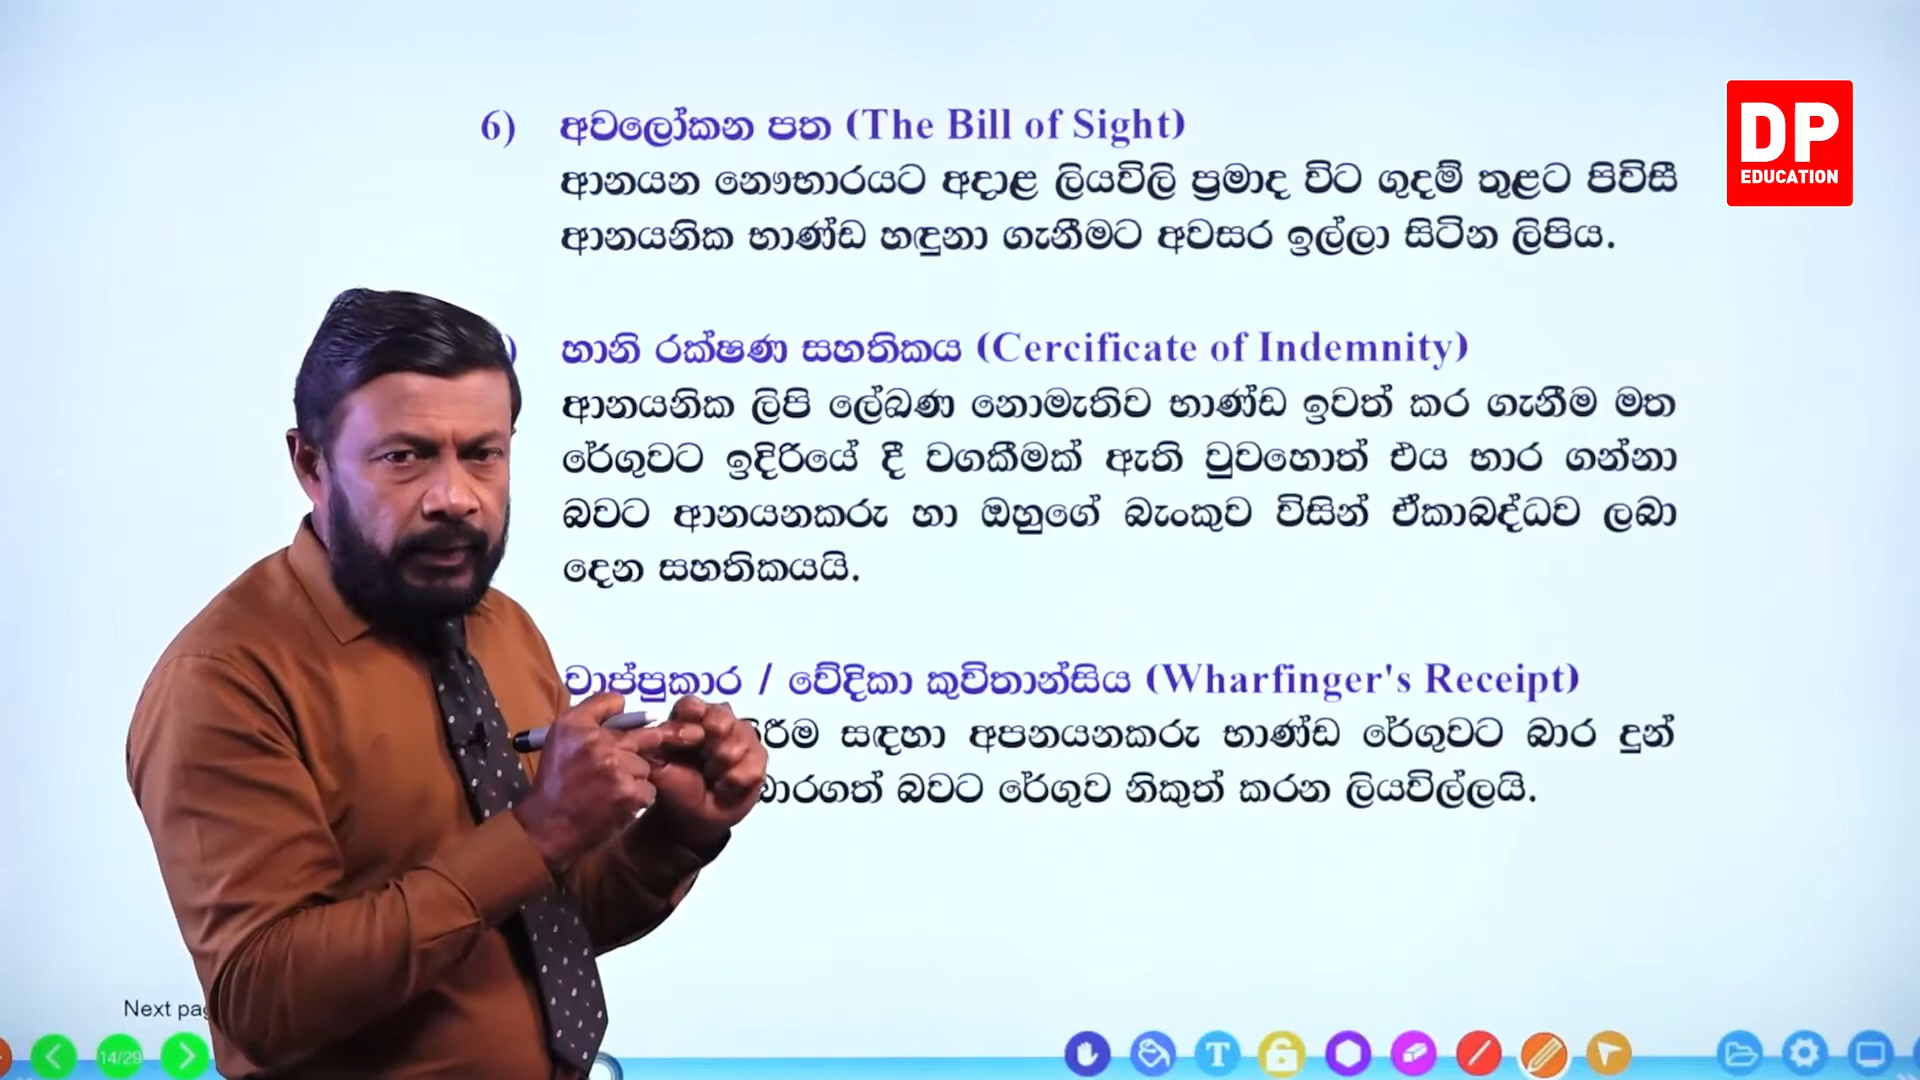 DP
EDUCATION
6) අවලෝකන පත (The Bill of Sight)
ආනයන නෞභාරයට අදාළ ලියවිලි ප්‍රමාද විට ගුදම් තුළට පිවිසී
ආනයනික භාණ්ඩ හඳුනා ගැනීමට අවසර ඉල්ලා සිටින ලිපිය.
) හානි රක්ෂණ සහතිකය (Cercificate of Indemnity)
ආනයනික ලිපි ලේඛණ නොමැතිව භාණ්ඩ ඉවත් කර ගැනීම මත
රේගුවට ඉදිරියේ දී වගකීමක් ඇති වුවහොත් එය භාර ගන්නා
බවට ආනයනකරු හා ඔහුගේ බැංකුව විසින් ඒකාබද්ධව ලබා
දෙන සහතිකයයි.
වාප්පුකාර / වේදිකා කුවිතාන්සිය (Wharfinger's Receipt)
සඳහා අපනයනකරු භාණ්ඩ රේගුවට බාර දුන්
බාරගත් බවට රේගුව නිකුත් කරන ලියවිල්ලයි.
Next
14/29
T